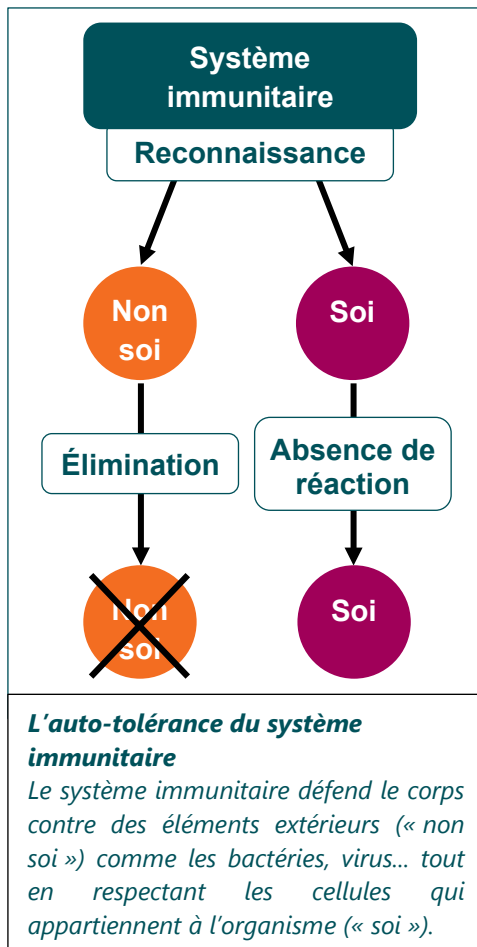 Système
immunitaire
Reconnaissance
Non
soi
Soi
Élimination
Absence de
réaction
Non
soi
Soi
L’auto-tolérance du système
immunitaire
Le système immunitaire défend le corps
contre des éléments extérieurs (« non
soi ») comme les bactéries, virus… tout
en respectant les cellules qui
appartiennent à l’organisme (« soi »).